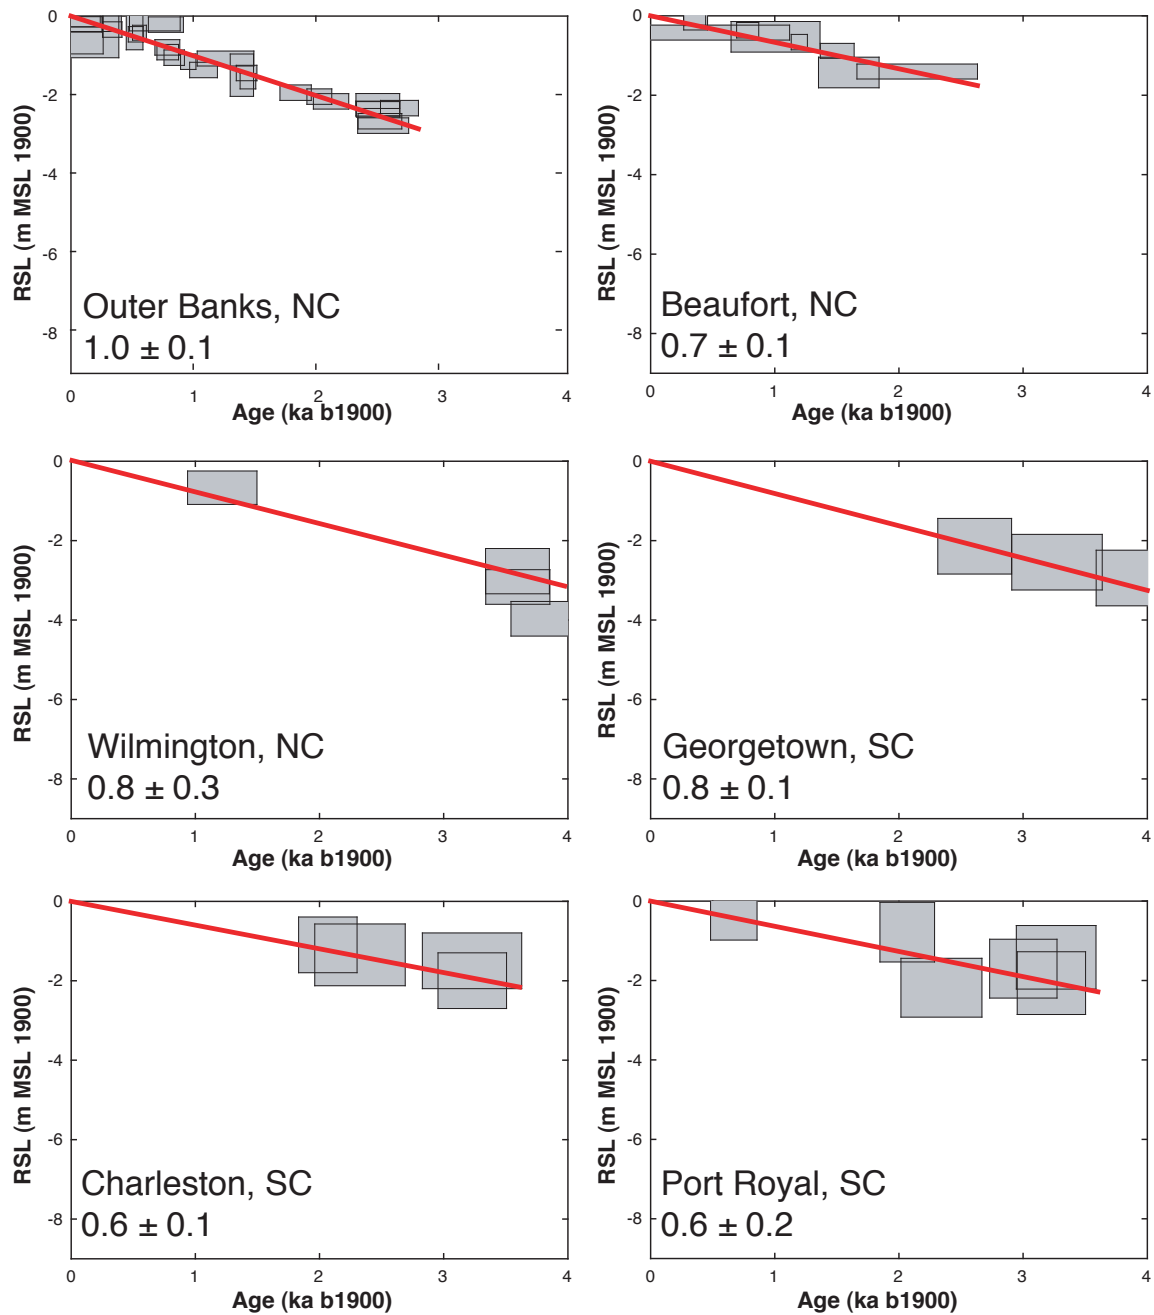 0
-2
-4
-6
-8
RSL (m MSL 1900)
Outer Banks, NC
1.0 ± 0.1
0 1 2 3 4
Age (ka b1900)
0
-2
-4
-6
-8
RSL (m MSL 1900)
Beaufort, NC
0.7 ± 0.1
0 1 2 3 4
Age (ka b1900)
0
-2
-4
-6
-8
RSL (m MSL 1900)
Wilmington, NC
0.8 ± 0.3
0 1 2 3 4
Age (ka b1900)
0
-2
-4
-6
-8
RSL (m MSL 1900)
Georgetown, SC
0.8 ± 0.1
0 1 2 3 4
Age (ka b1900)
0
-2
-4
-6
-8
RSL (m MSL 1900)
Charleston, SC
0.6 ± 0.1
0 1 2 3 4
Age (ka b1900)
0
-2
-4
-6
-8
RSL (m MSL 1900)
Port Royal, SC
0.6 ± 0.2
0 1 2 3 4
Age (ka b1900)